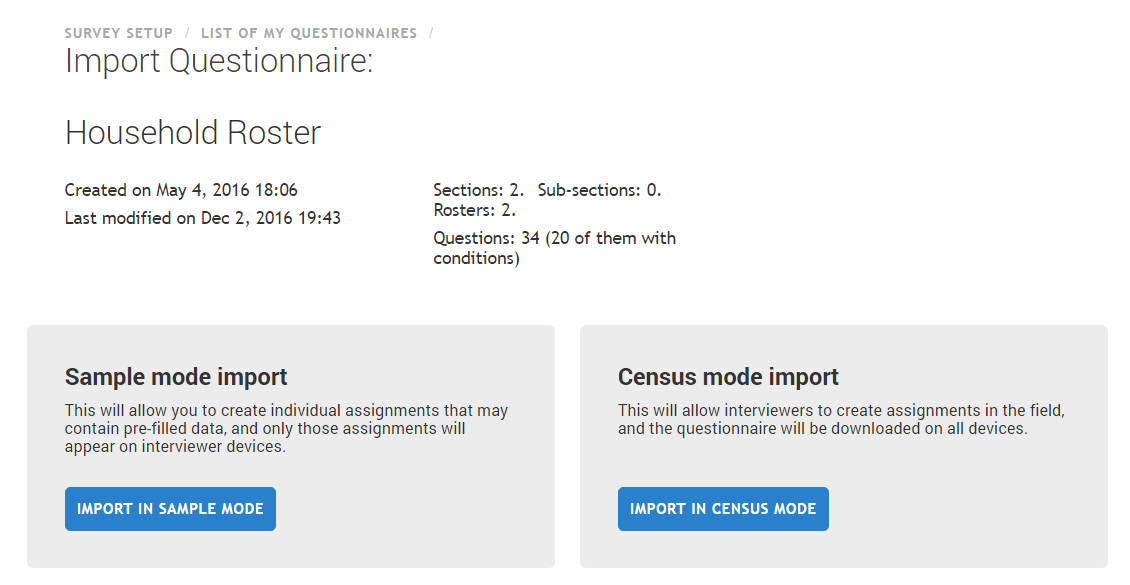 SURVEY SETUP / LIST OF MY QUESTIONNAIRES /
Import Questionnaire:
Household Roster
Created on May 4, 2016 18:06
Last modified on Dec 2, 2016 19:43
Sections: 2. Sub-sections: 0.
Rosters: 2.
Questions: 34 (20 of them with
conditions)
Sample mode import
This will allow you to create individual assignments that may
contain pre-filled data, and only those assignments will
appear on interviewer devices.
IMPORT IN SAMPLE MODE
Census mode import
This will allow interviewers to create assignments in the field,
and the questionnaire will be downloaded on all devices.
IMPORT IN CENSUS MODE